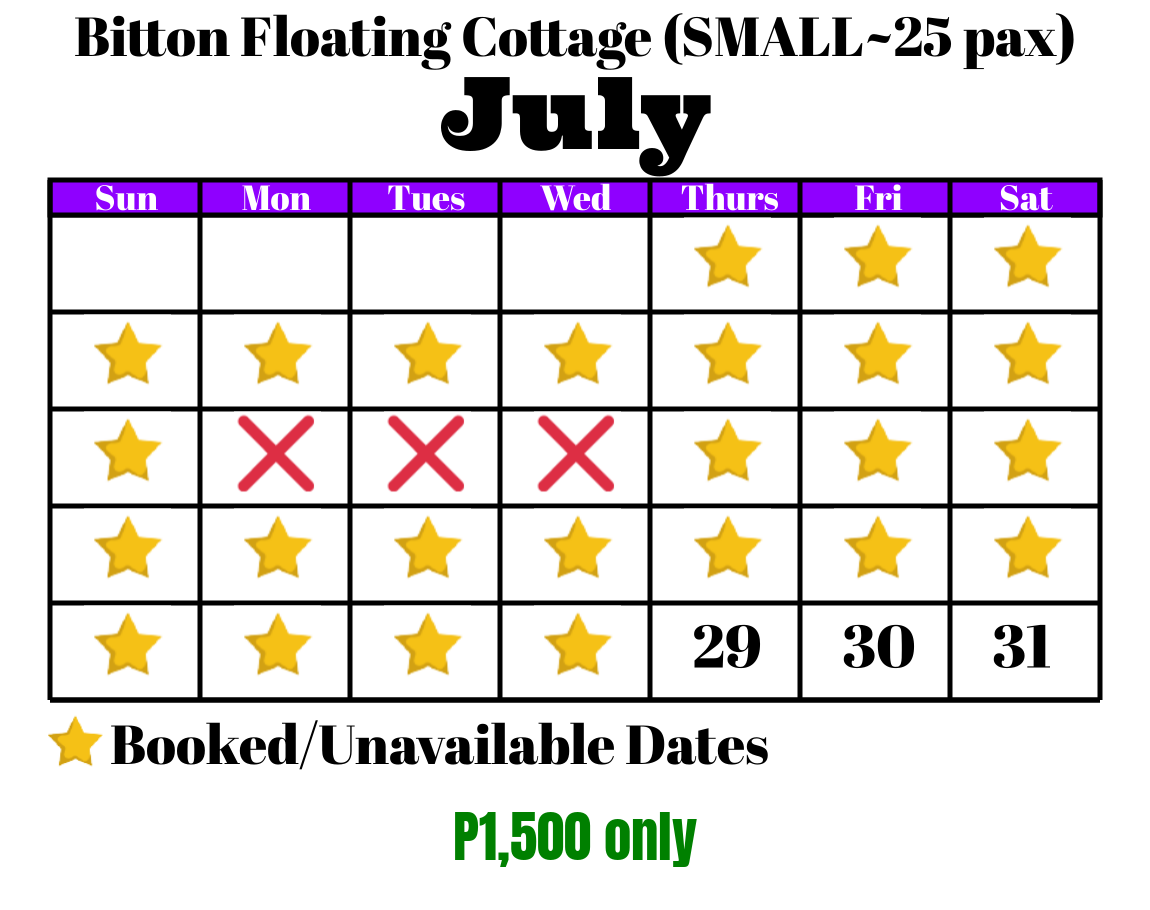 Bitton Floating Cottage (SMALL~25 pax)
July
Sun Mon Tues Wed Thurs Fri Sat
29 30 31
Booked/Unavailable Dates
P1,500 only